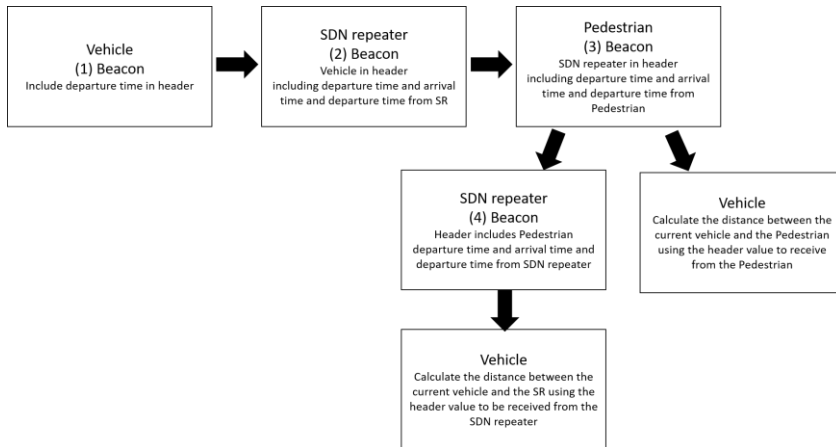 Vehicle
(1) Beacon
Include departure time in header
SDN repeater
(2) Beacon
Vehicle in header
including departure time and arrival
time and departure time from SR
Pedestrian
(3) Beacon
SDN repeater in header
including departure time and arrival
time and departure time from
Pedestrian
SDN repeater
(4) Beacon
Header includes Pedestrian
departure time and arrival time and
departure time from SDN repeater
Vehicle
Calculate the distance between the
current vehicle and the Pedestrian
using the header value to receive
from the Pedestrian
Vehicle
Calculate the distance between the
current vehicle and the SR using the
header value to be received from the
SDN repeater